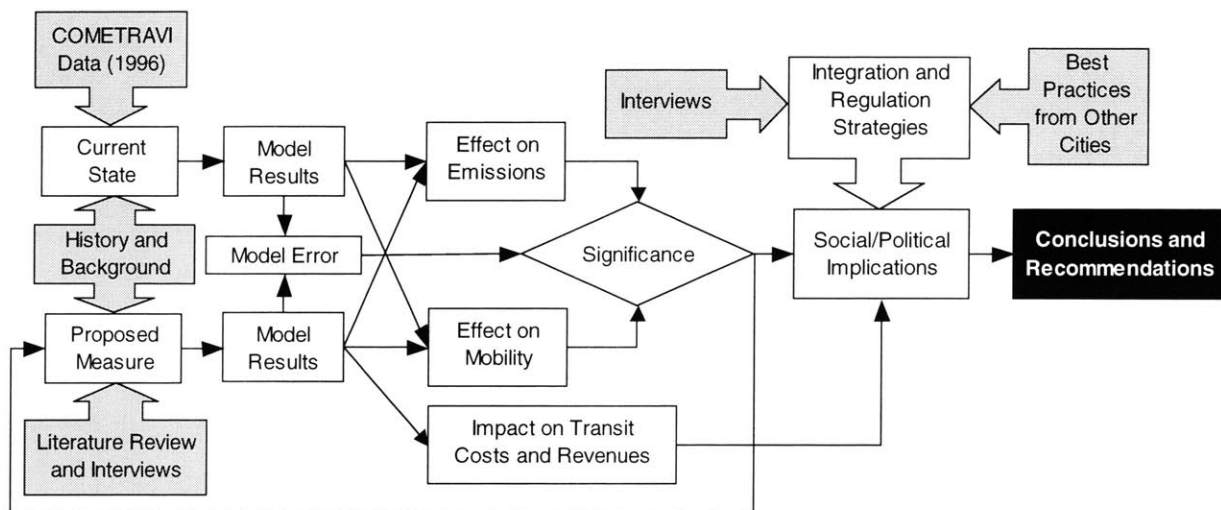 COMETRAVI
Data (1996)
Current
State
History and
Background
Proposed
Measure
Literature Review
and Interviews
Model
Results
Model Error
Model
Results
Effect on
Emissions
Effect on
Mobility
Impact on Transit
Costs and Revenues
Significance
Interviews
Integration and
Regulation
Strategies
Best
Practices
from Other
Cities
Social/Political
Implications
Conclusions and
Recommendations